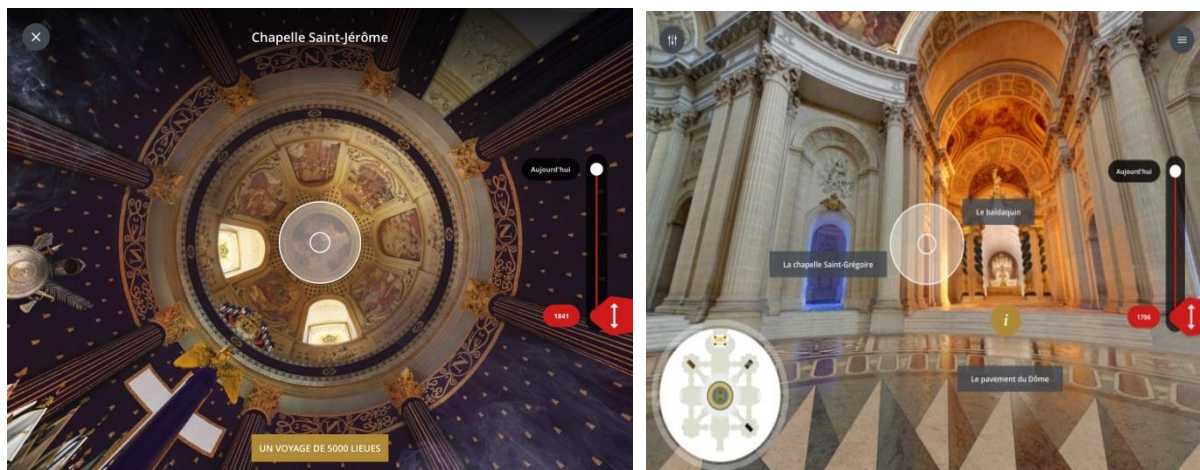 Chapelle Saint-Jérôme
Aujourd'hui
1841
UN VOYAGE DE 5000 LIEUES
Aujourd'hui
Le baldaquin
La chapelle Saint-Grégoire
1706
i
Le pavement du Dôme